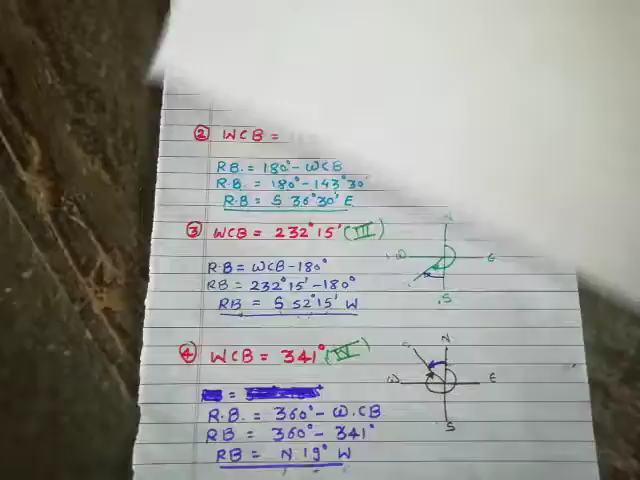 ② WCB =
R.B. = 180° - WCB
R.B. = 180° - 143°30'
R.B = S 36°30' E
③ WCB = 232°15' (III)
R.B = WCB - 180°
RB = 232°15' - 180°
RB = S 52°15' W
W E
S
④ WCB = 341° (IV)
N
W E
S
R.B. = 360° - W.CB
RB = 360° - 341°
RB = N 19° W